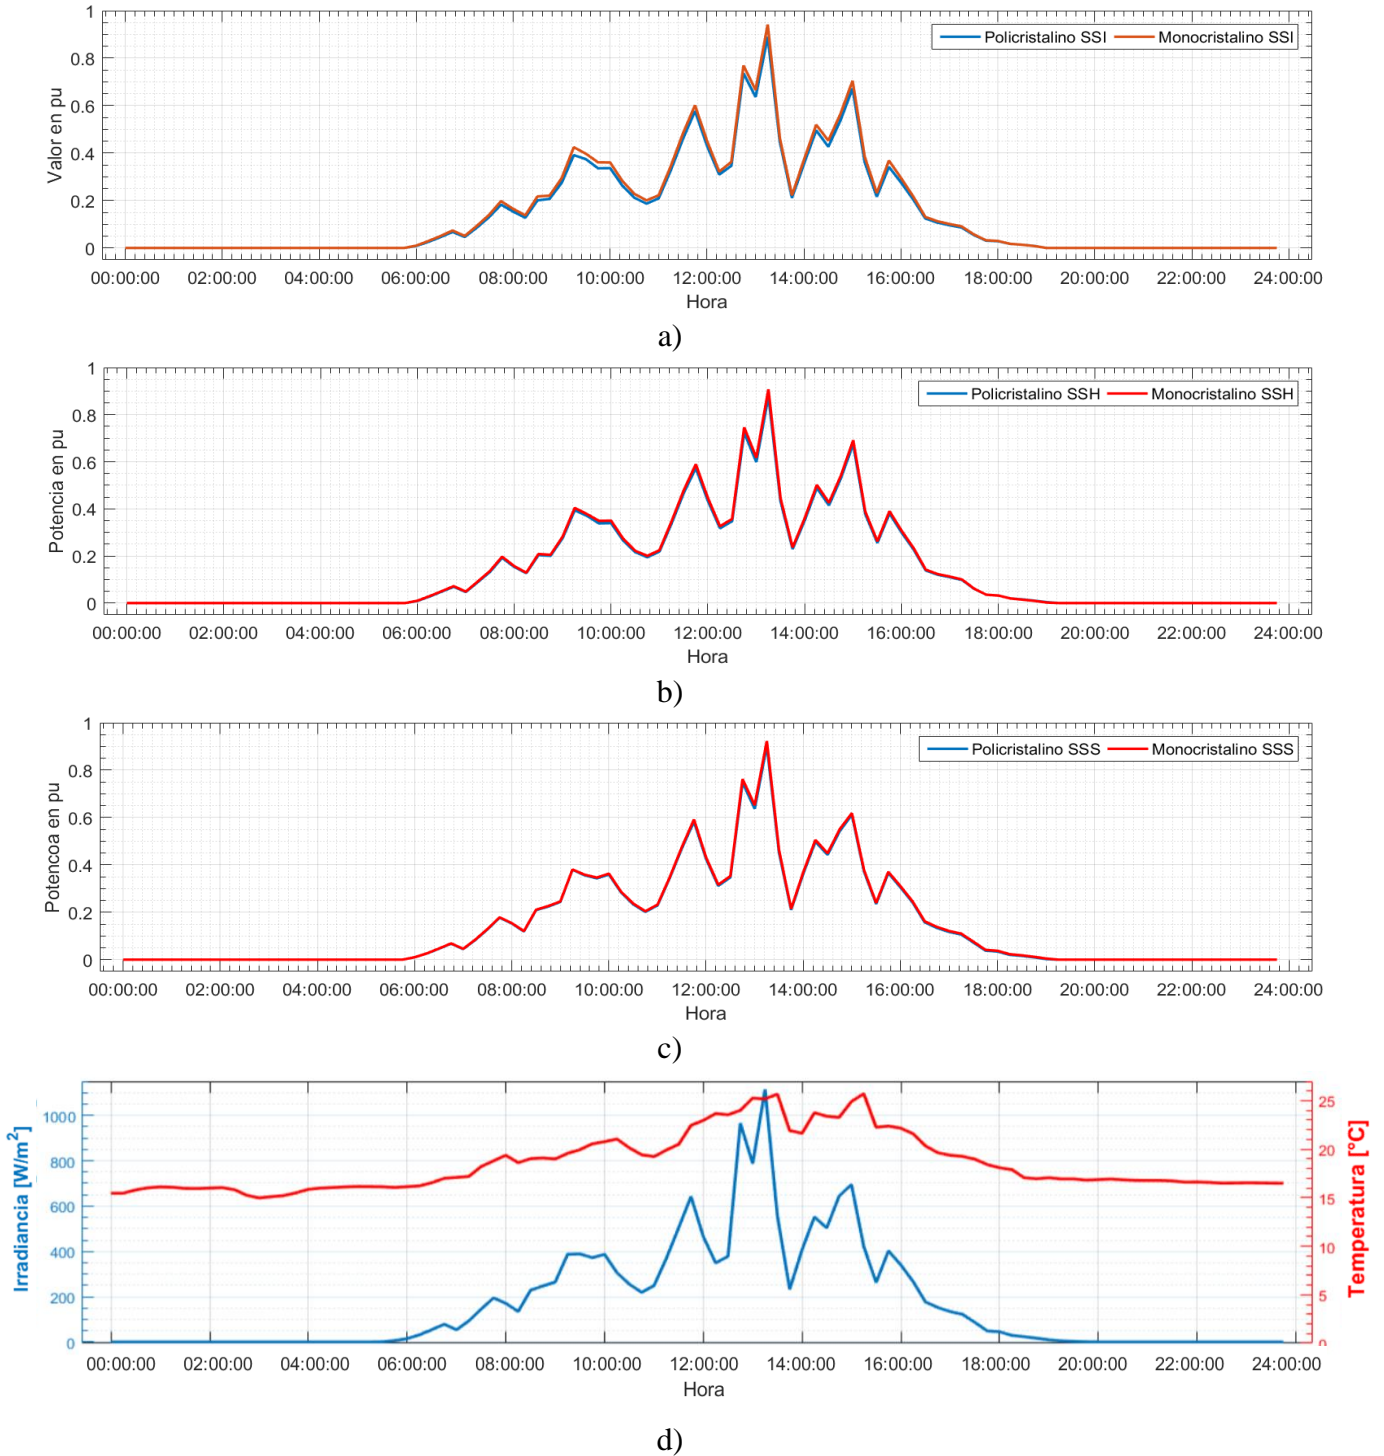 Policristalino SSI Monocristalino SSI
Valor en pu
1
0.8
0.6
0.4
0.2
0
00:00:00 02:00:00 04:00:00 06:00:00 08:00:00 10:00:00 12:00:00 14:00:00 16:00:00 18:00:00 20:00:00 22:00:00 24:00:00
Hora
a)
Policristalino SSH Monocristalino SSH
Potencia en pu
1
0.8
0.6
0.4
0.2
0
00:00:00 02:00:00 04:00:00 06:00:00 08:00:00 10:00:00 12:00:00 14:00:00 16:00:00 18:00:00 20:00:00 22:00:00 24:00:00
Hora
b)
Policristalino SSS Monocristalino SSS
Potencoa en pu
1
0.8
0.6
0.4
0.2
0
00:00:00 02:00:00 04:00:00 06:00:00 08:00:00 10:00:00 12:00:00 14:00:00 16:00:00 18:00:00 20:00:00 22:00:00 24:00:00
Hora
c)
Irradiancia [W/m²]
1000
800
600
400
200
0
Temperatura [°C]
25
20
15
10
5
0
00:00:00 02:00:00 04:00:00 06:00:00 08:00:00 10:00:00 12:00:00 14:00:00 16:00:00 18:00:00 20:00:00 22:00:00 24:00:00
Hora
d)